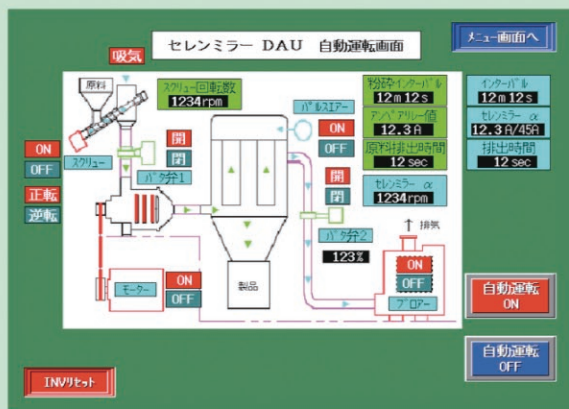 セレンミラー DAU 自動運転画面
メニュー画面へ
吸気
原料
スクリュー回転数
1234rpm
パルスエアー
粉砕インターバル
12m12s
インターバル
12m12s
アンペアリレー値
12.3A
セレンミラー α
12.3A/45A
原料排出時間
12sec
排出時間
12sec
セレンミラー α
1234rpm
ON
OFF
スクリュー
正転
逆転
開
閉
バタ弁1
ON
OFF
開
閉
バタ弁2
123%
排気
ON
OFF
ブロアー
モーター
ON
OFF
製品
自動運転
ON
自動運転
OFF
INVリセット